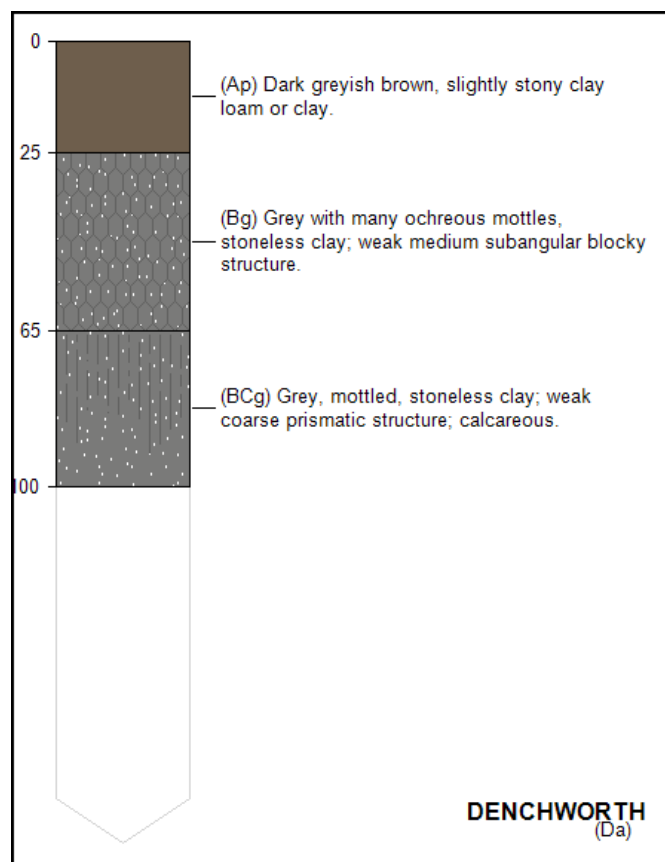 0
(Ap) Dark greyish brown, slightly stony clay
loam or clay.
25
(Bg) Grey with many ochreous mottles,
stoneless clay; weak medium subangular blocky
structure.
65
(BCg) Grey, mottled, stoneless clay; weak
coarse prismatic structure; calcareous.
100
DENCHWORTH
(Da)